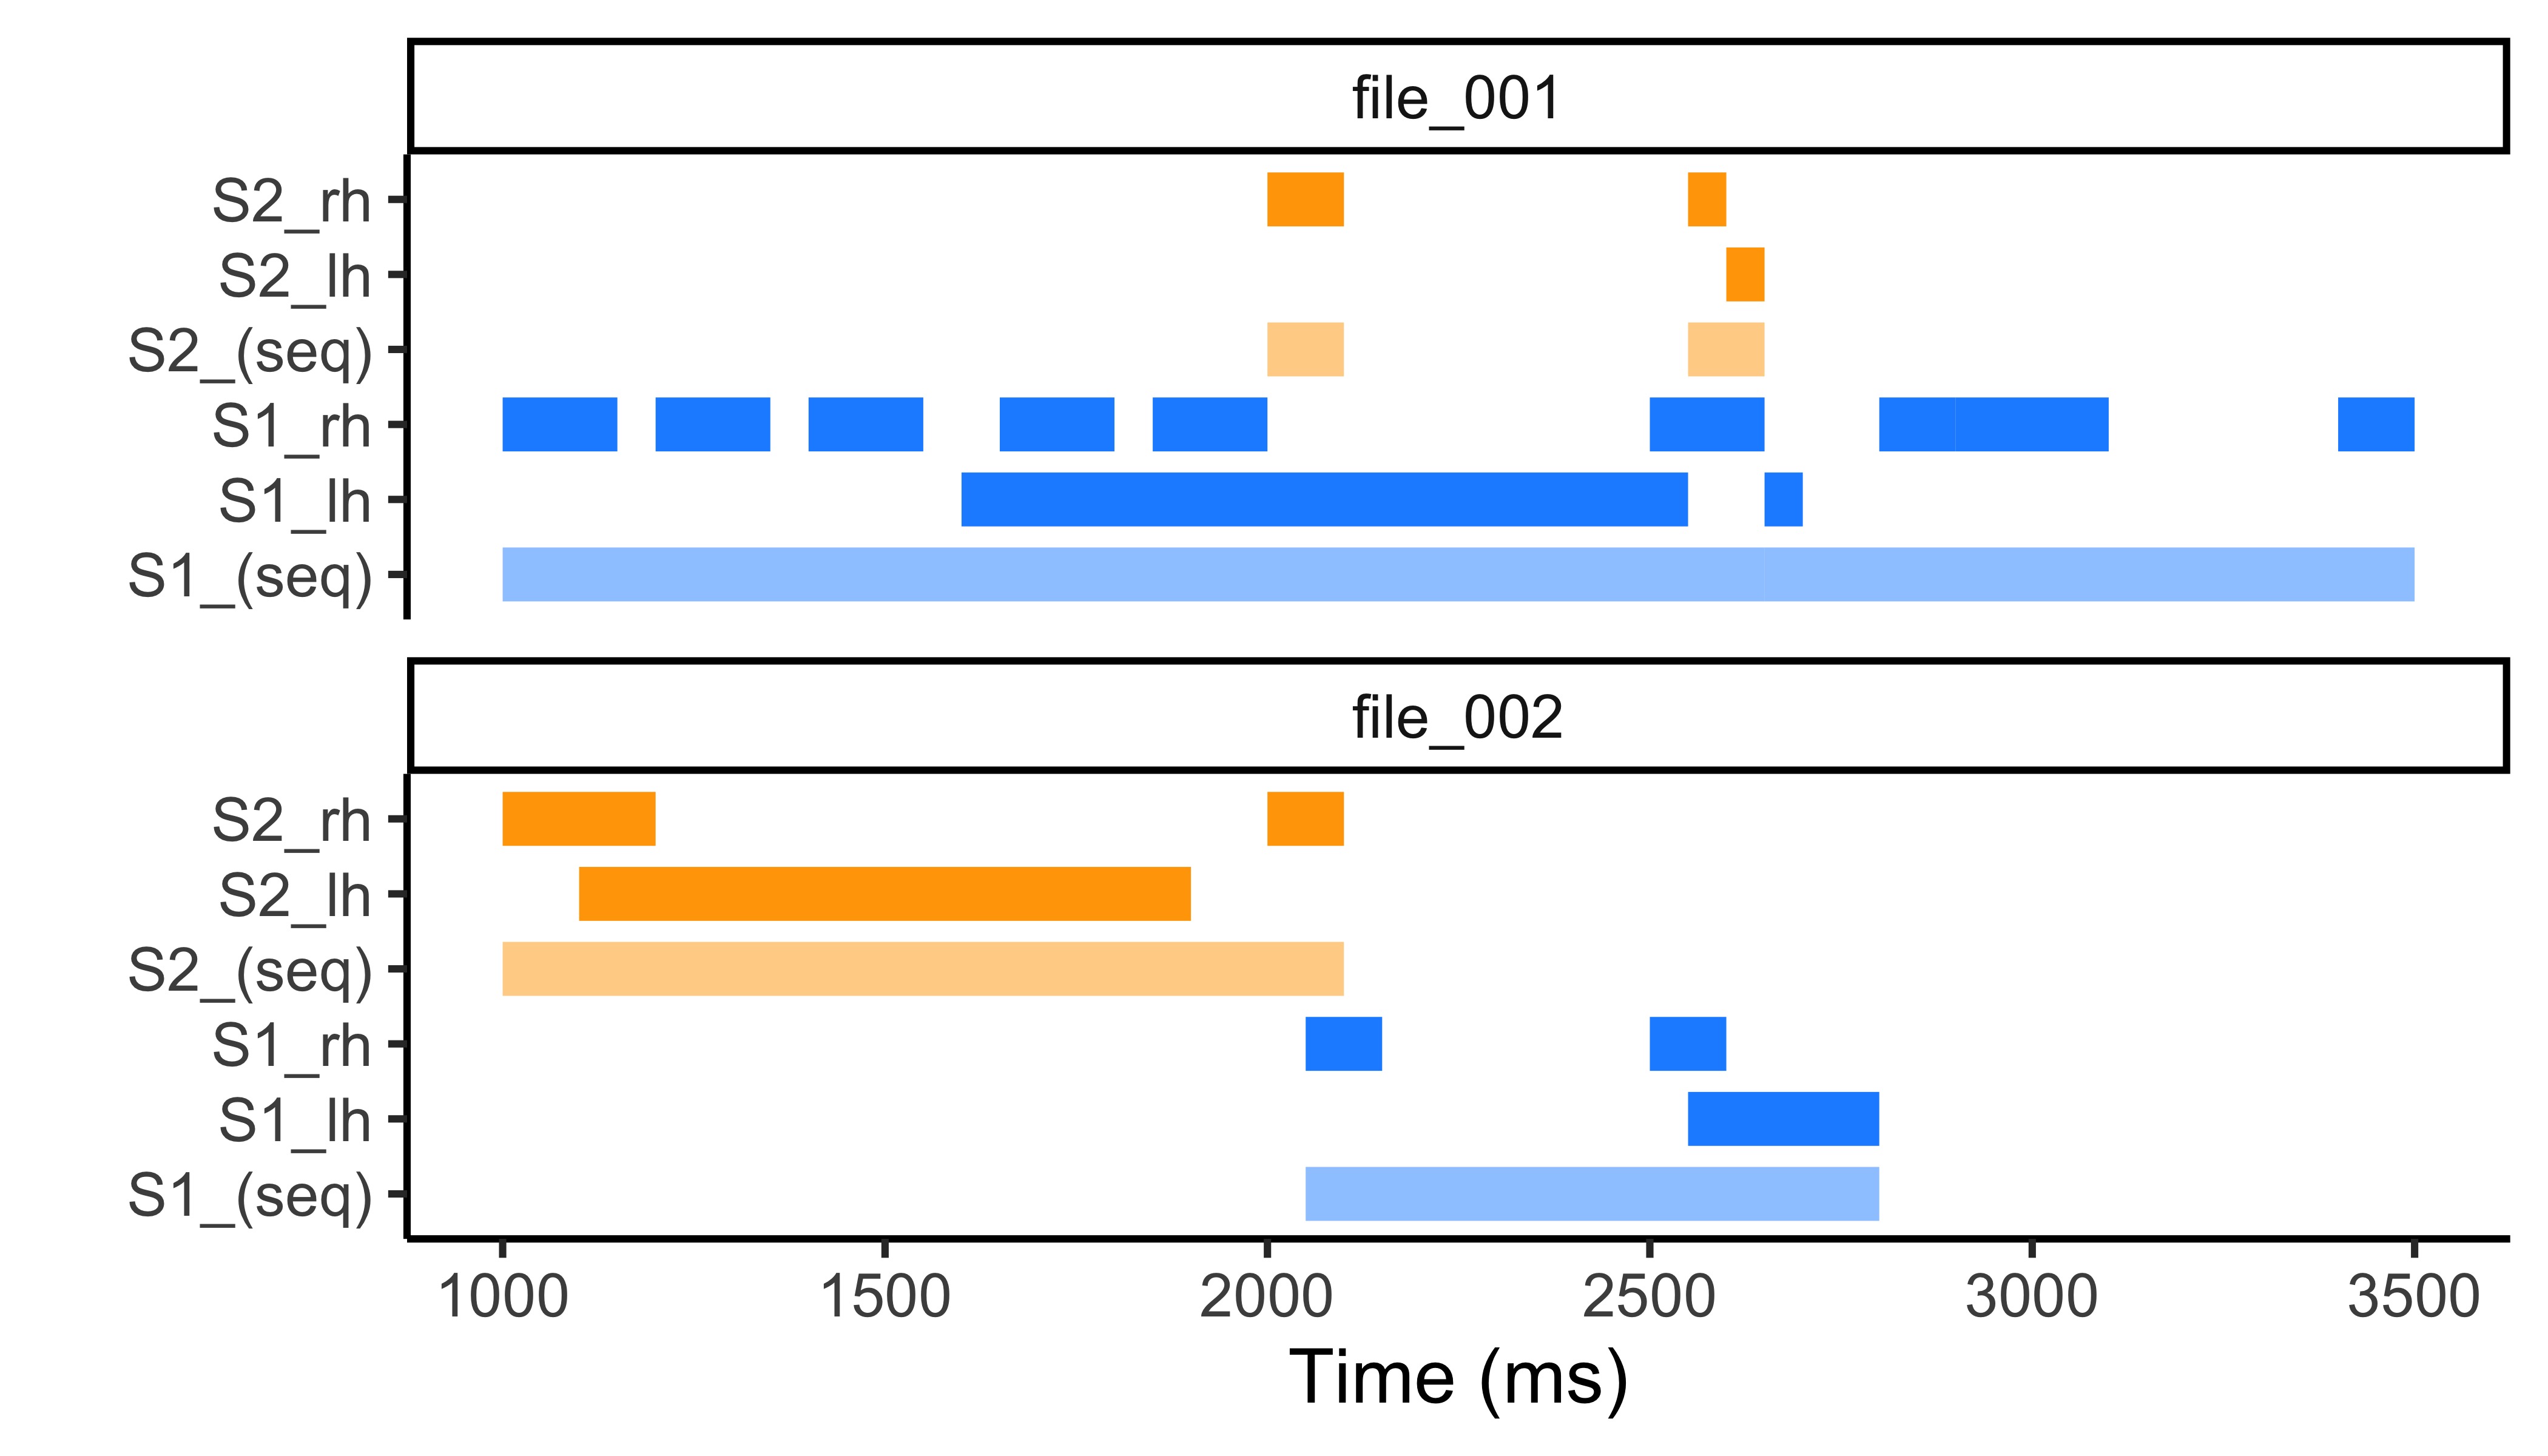 file_001
S2_rh
S2_lh
S2_(seq)
S1_rh
S1_lh
S1_(seq)
file_002
S2_rh
S2_lh
S2_(seq)
S1_rh
S1_lh
S1_(seq)
1000 1500 2000 2500 3000 3500
Time (ms)